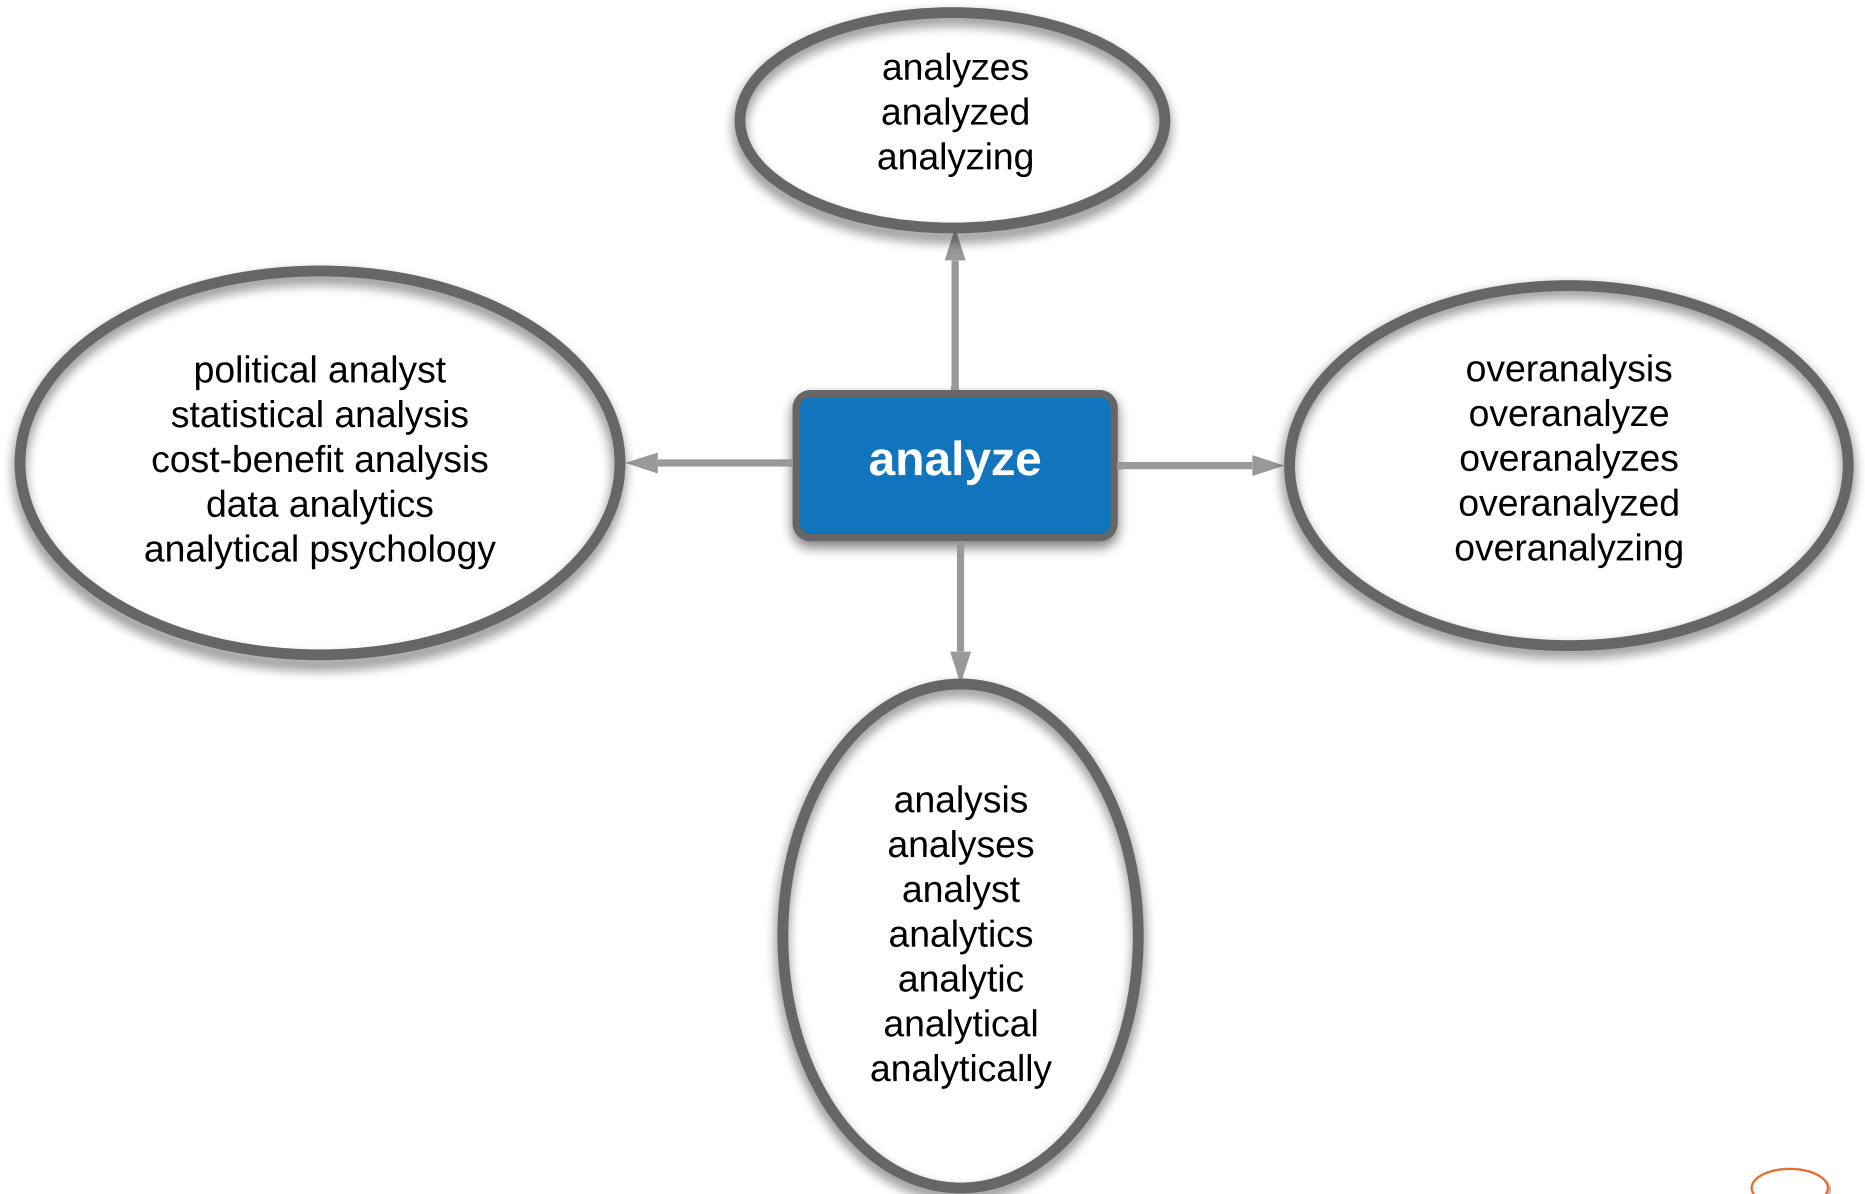 analyzes
analyzed
analyzing
political analyst
statistical analysis
cost-benefit analysis
data analytics
analytical psychology
analyze
overanalysis
overanalyze
overanalyzes
overanalyzed
overanalyzing
analysis
analyses
analyst
analytics
analytic
analytical
analytically